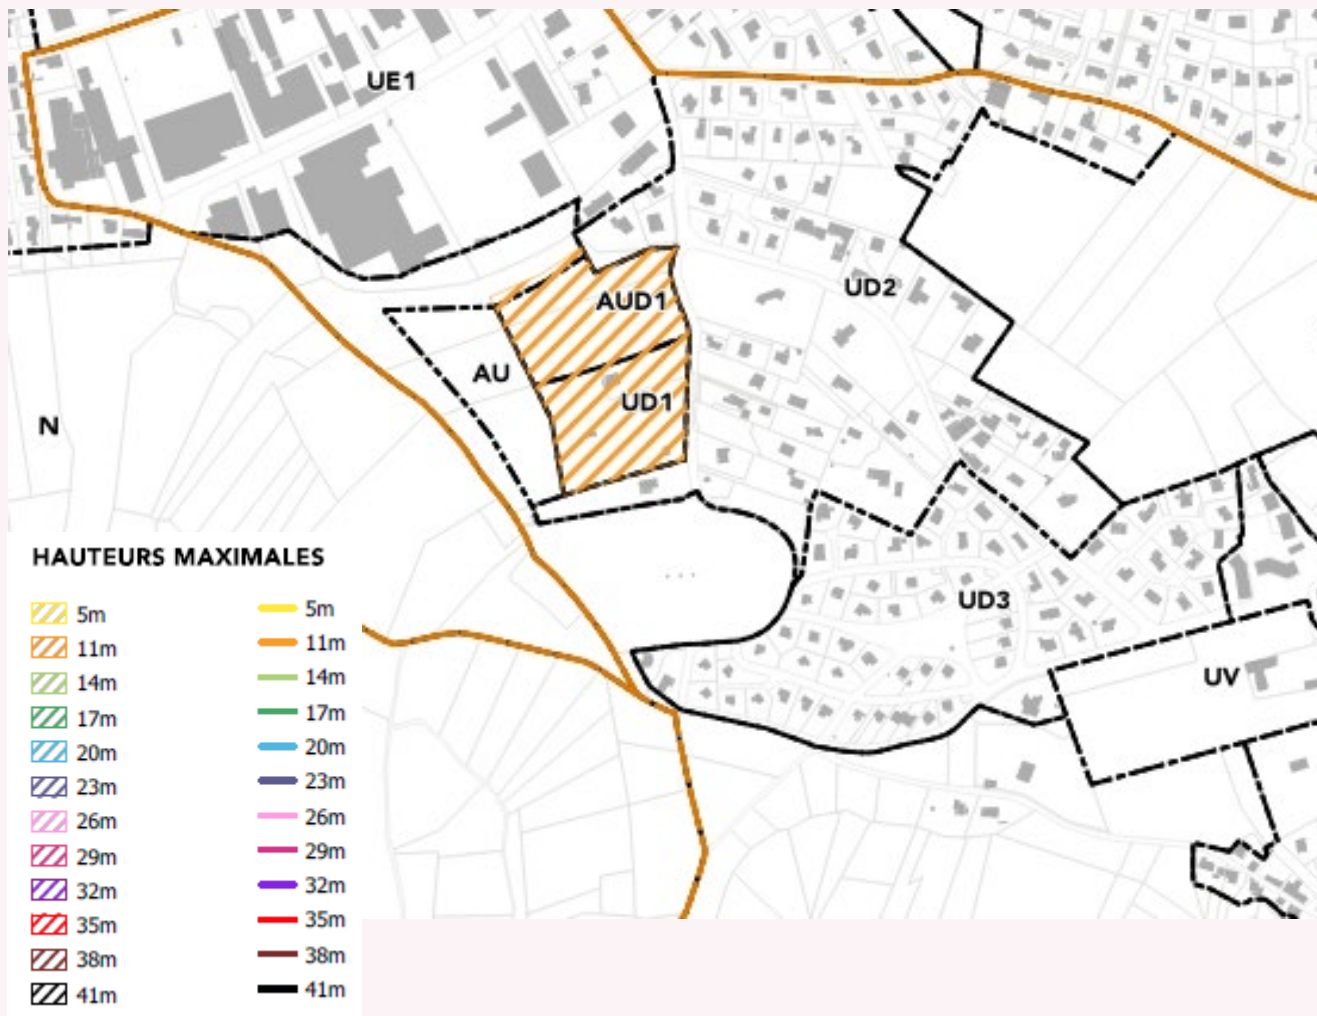 UE1
AUD1
UD2
AU
UD1
N
UD3
UV
HAUTEURS MAXIMALES
5m 5m
11m 11m
14m 14m
17m 17m
20m 20m
23m 23m
26m 26m
29m 29m
32m 32m
35m 35m
38m 38m
41m 41m